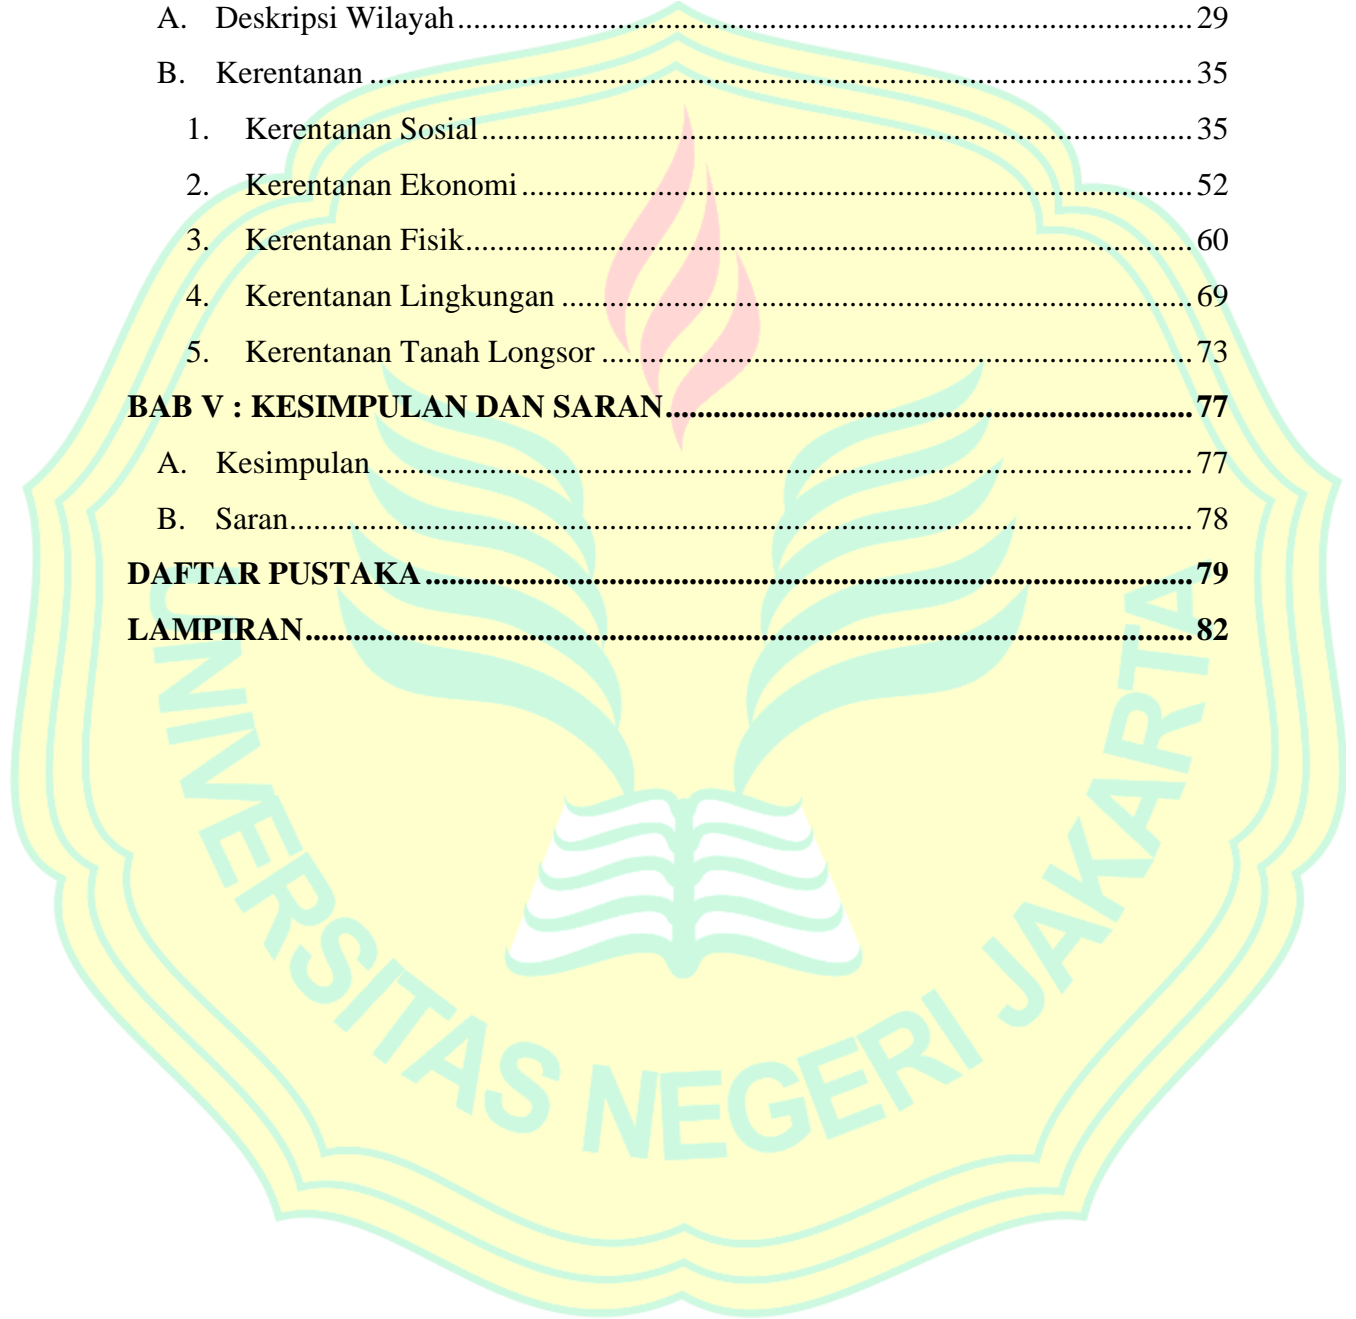 A. Deskripsi Wilayah........................................29
B. Kerentanan........................................35
1. Kerentanan Sosial........................................35
2. Kerentanan Ekonomi........................................52
3. Kerentanan Fisik........................................60
4. Kerentanan Lingkungan........................................69
5. Kerentanan Tanah Longsor........................................73
BAB V : KESIMPULAN DAN SARAN........................................77
A. Kesimpulan........................................77
B. Saran........................................78
DAFTAR PUSTAKA........................................79
LAMPIRAN........................................82
UNIVERSITAS NEGERI JAKARTA